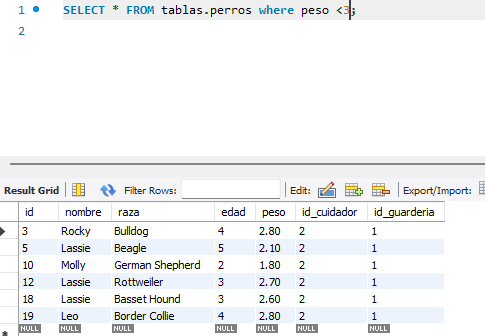 1 SELECT * FROM tablas.perros where peso <3;
2
Result Grid Filter Rows: Edit: Export/Import:
id nombre raza edad peso id_cuidador id_guarderia
3 Rocky Bulldog 4 2.80 2 1
5 Lassie Beagle 5 2.10 2 1
10 Molly German Shepherd 2 1.80 2 1
12 Lassie Rottweiler 3 2.70 2 1
18 Lassie Basset Hound 3 2.60 2 1
19 Leo Border Collie 4 2.80 2 1
NULL NULL NULL NULL NULL NULL NULL